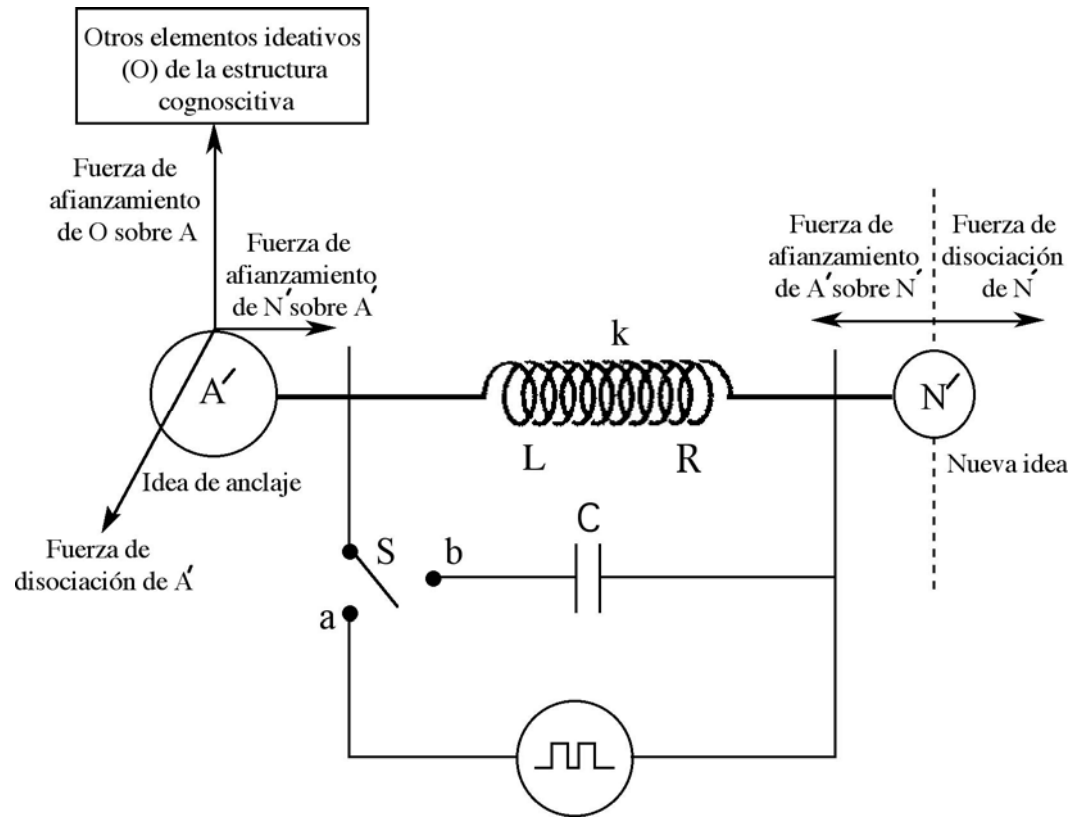 Otros elementos ideativos
(O) de la estructura
cognoscitiva
Fuerza de
afianzamiento
de O sobre A
Fuerza de
afianzamiento
de N′ sobre A′
Fuerza de
afianzamiento
de A′ sobre N′
Fuerza de
disociación
de N′
k
A′
N′
L
R
Idea de anclaje
Nueva idea
Fuerza de
disociación de A′
S
b
C
a